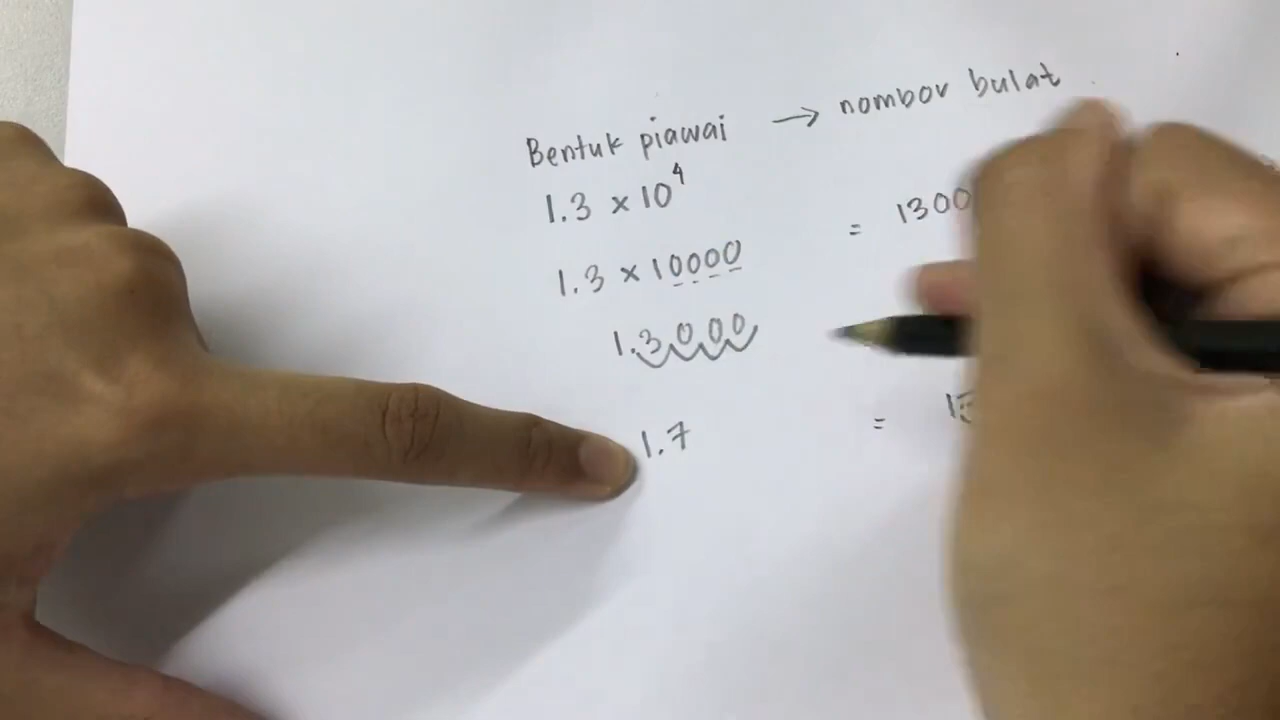 Bentuk piawai → nombor bulat
1.3 × 10⁴
= 1300
1.3 × 10000
1.3000
1.7
=